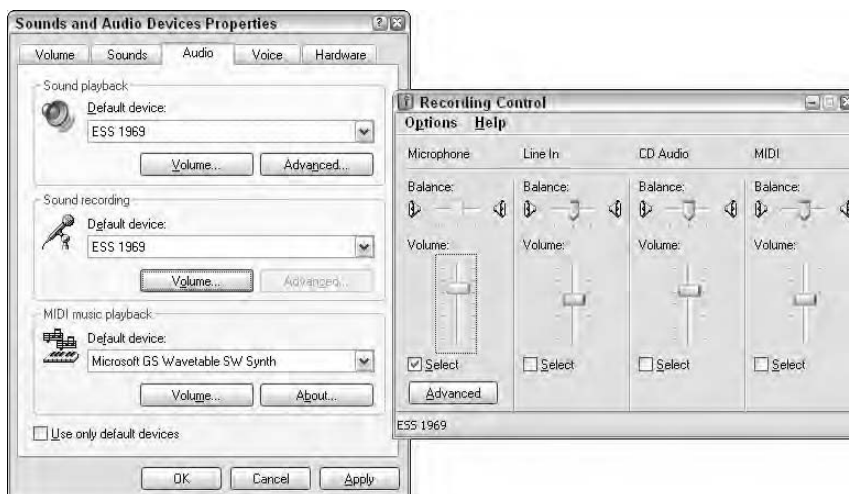 Sounds and Audio Devices Properties
Volume Sounds Audio Voice Hardware
Sound playback
Default device:
ESS 1969
Volume... Advanced...
Sound recording
Default device:
ESS 1969
Volume... Advanced...
MIDI music playback
Default device:
Microsoft GS Wavetable SW Synth
Volume... About...
Use only default devices
OK Cancel Apply
Recording Control
Options Help
Microphone Line In CD Audio MIDI
Balance: Balance: Balance: Balance:
Volume: Volume: Volume: Volume:
Select Select Select Select
Advanced
ESS 1969